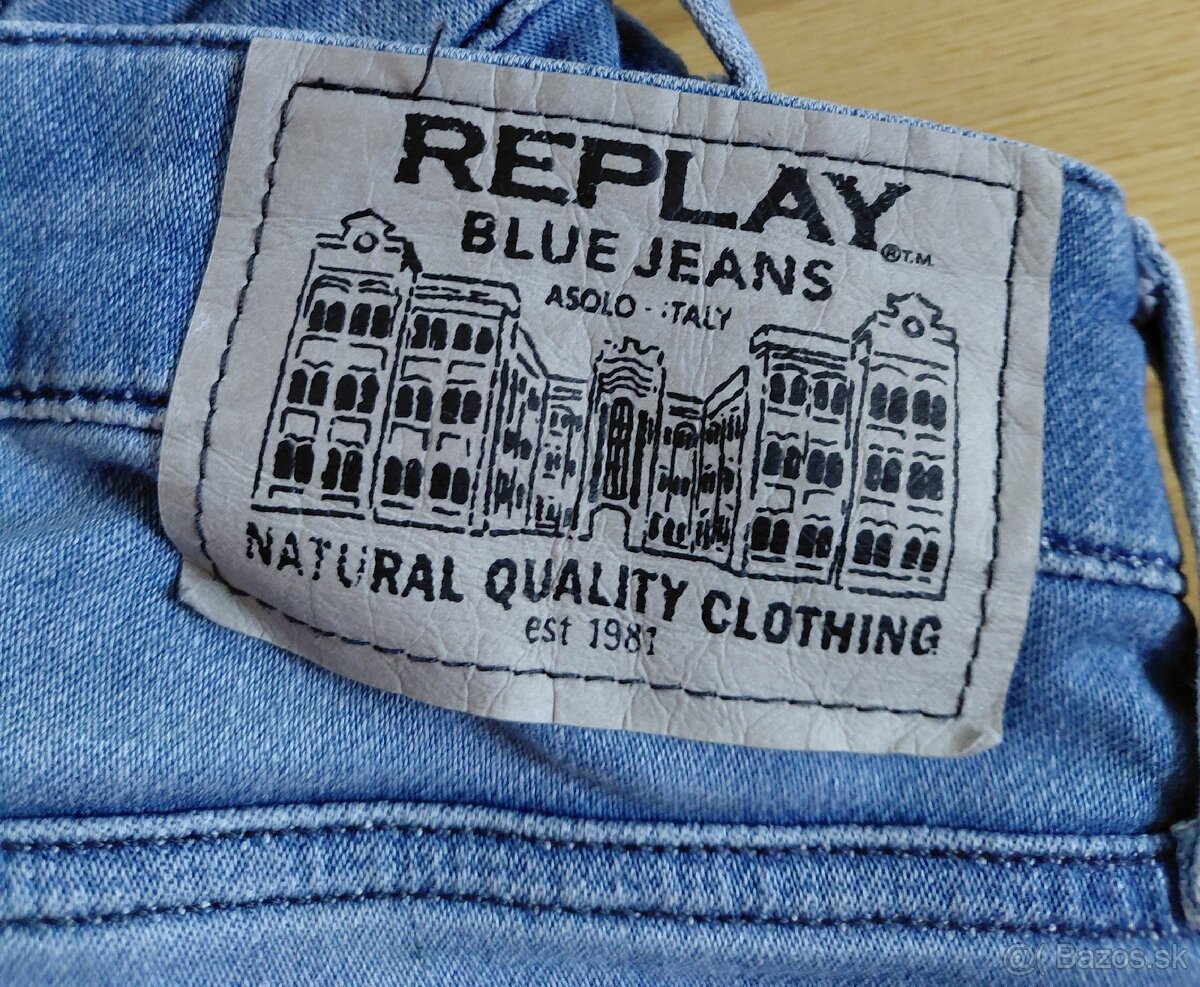 REPLAY
®T.M.
BLUE JEANS
ASOLO - ITALY
NATURAL QUALITY CLOTHING
est 1981
@( Bazos.sk